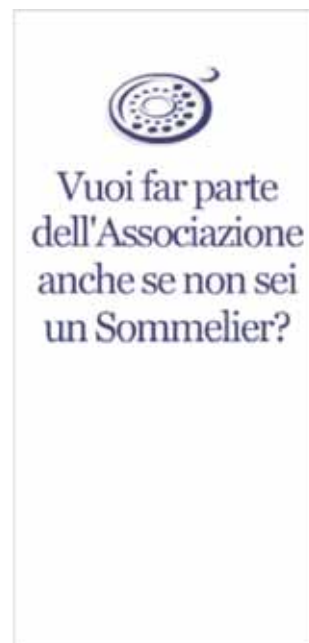 Vuoi far parte
dell'Associazione
anche se non sei
un Sommelier?